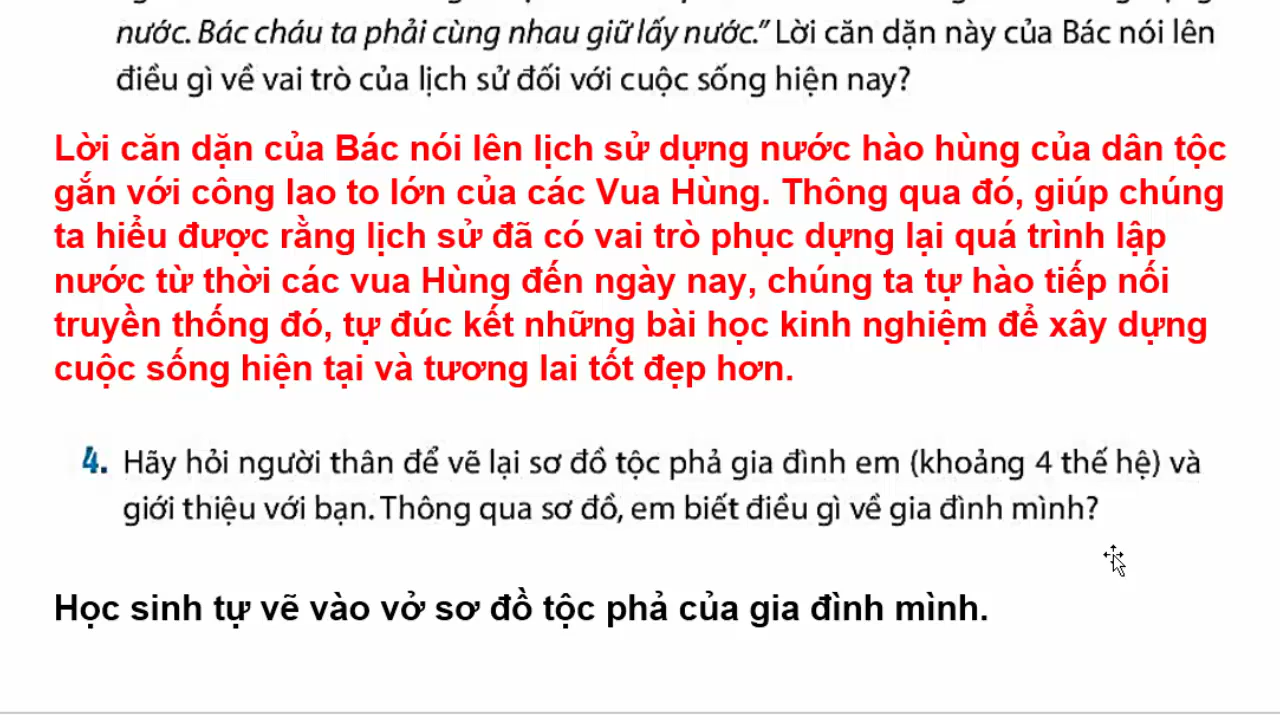 nước. Bác cháu ta phải cùng nhau giữ lấy nước." Lời căn dặn này của Bác nói lên
điều gì về vai trò của lịch sử đối với cuộc sống hiện nay?
Lời căn dặn của Bác nói lên lịch sử dựng nước hào hùng của dân tộc
gắn với công lao to lớn của các Vua Hùng. Thông qua đó, giúp chúng
ta hiểu được rằng lịch sử đã có vai trò phục dựng lại quá trình lập
nước từ thời các vua Hùng đến ngày nay, chúng ta tự hào tiếp nối
truyền thống đó, tự đúc kết những bài học kinh nghiệm để xây dựng
cuộc sống hiện tại và tương lai tốt đẹp hơn.
4. Hãy hỏi người thân để vẽ lại sơ đồ tộc phả gia đình em (khoảng 4 thế hệ) và
giới thiệu với bạn. Thông qua sơ đồ, em biết điều gì về gia đình mình?
Học sinh tự vẽ vào vở sơ đồ tộc phả của gia đình mình.